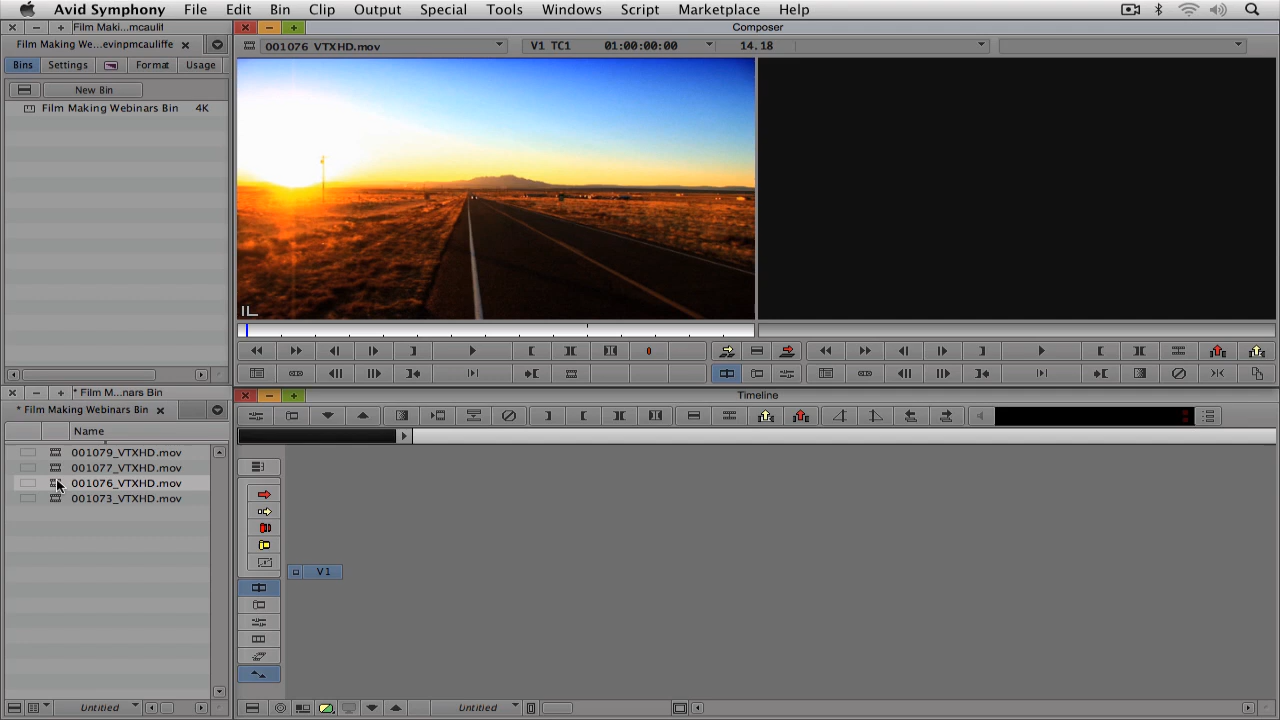 Avid Symphony File Edit Bin Clip Output Special Tools Windows Script Marketplace Help
Film Maki...mcaulif
Composer
Film Making We...evinpmcauliffe
001076_VTXHD.mov
V1 TC1 01:00:00:00
14.18
Bins Settings Format Usage
New Bin
Film Making Webinars Bin 4K
* Film M...nars Bin
Timeline
* Film Making Webinars Bin
Name
001079_VTXHD.mov
001077_VTXHD.mov
001076_VTXHD.mov
001073_VTXHD.mov
V1
Untitled
Untitled